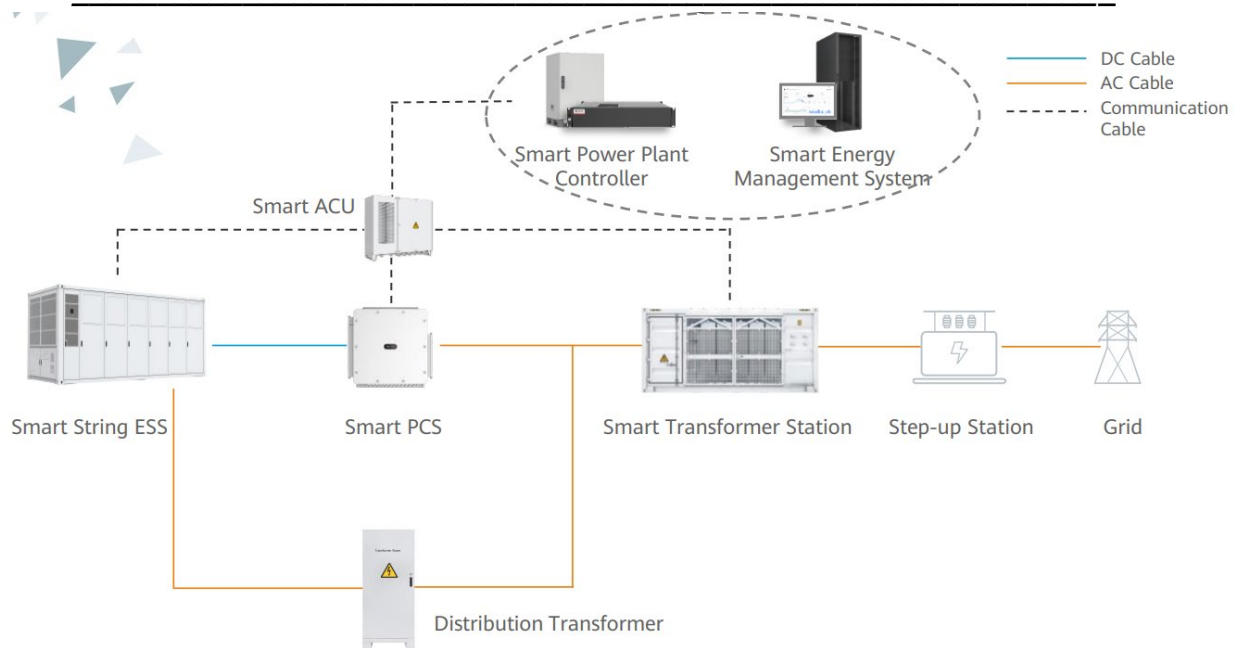 DC Cable
AC Cable
Communication
Cable
Smart Power Plant
Controller
Smart Energy
Management System
Smart ACU
Smart String ESS
Smart PCS
Smart Transformer Station
Step-up Station
Grid
Distribution Transformer